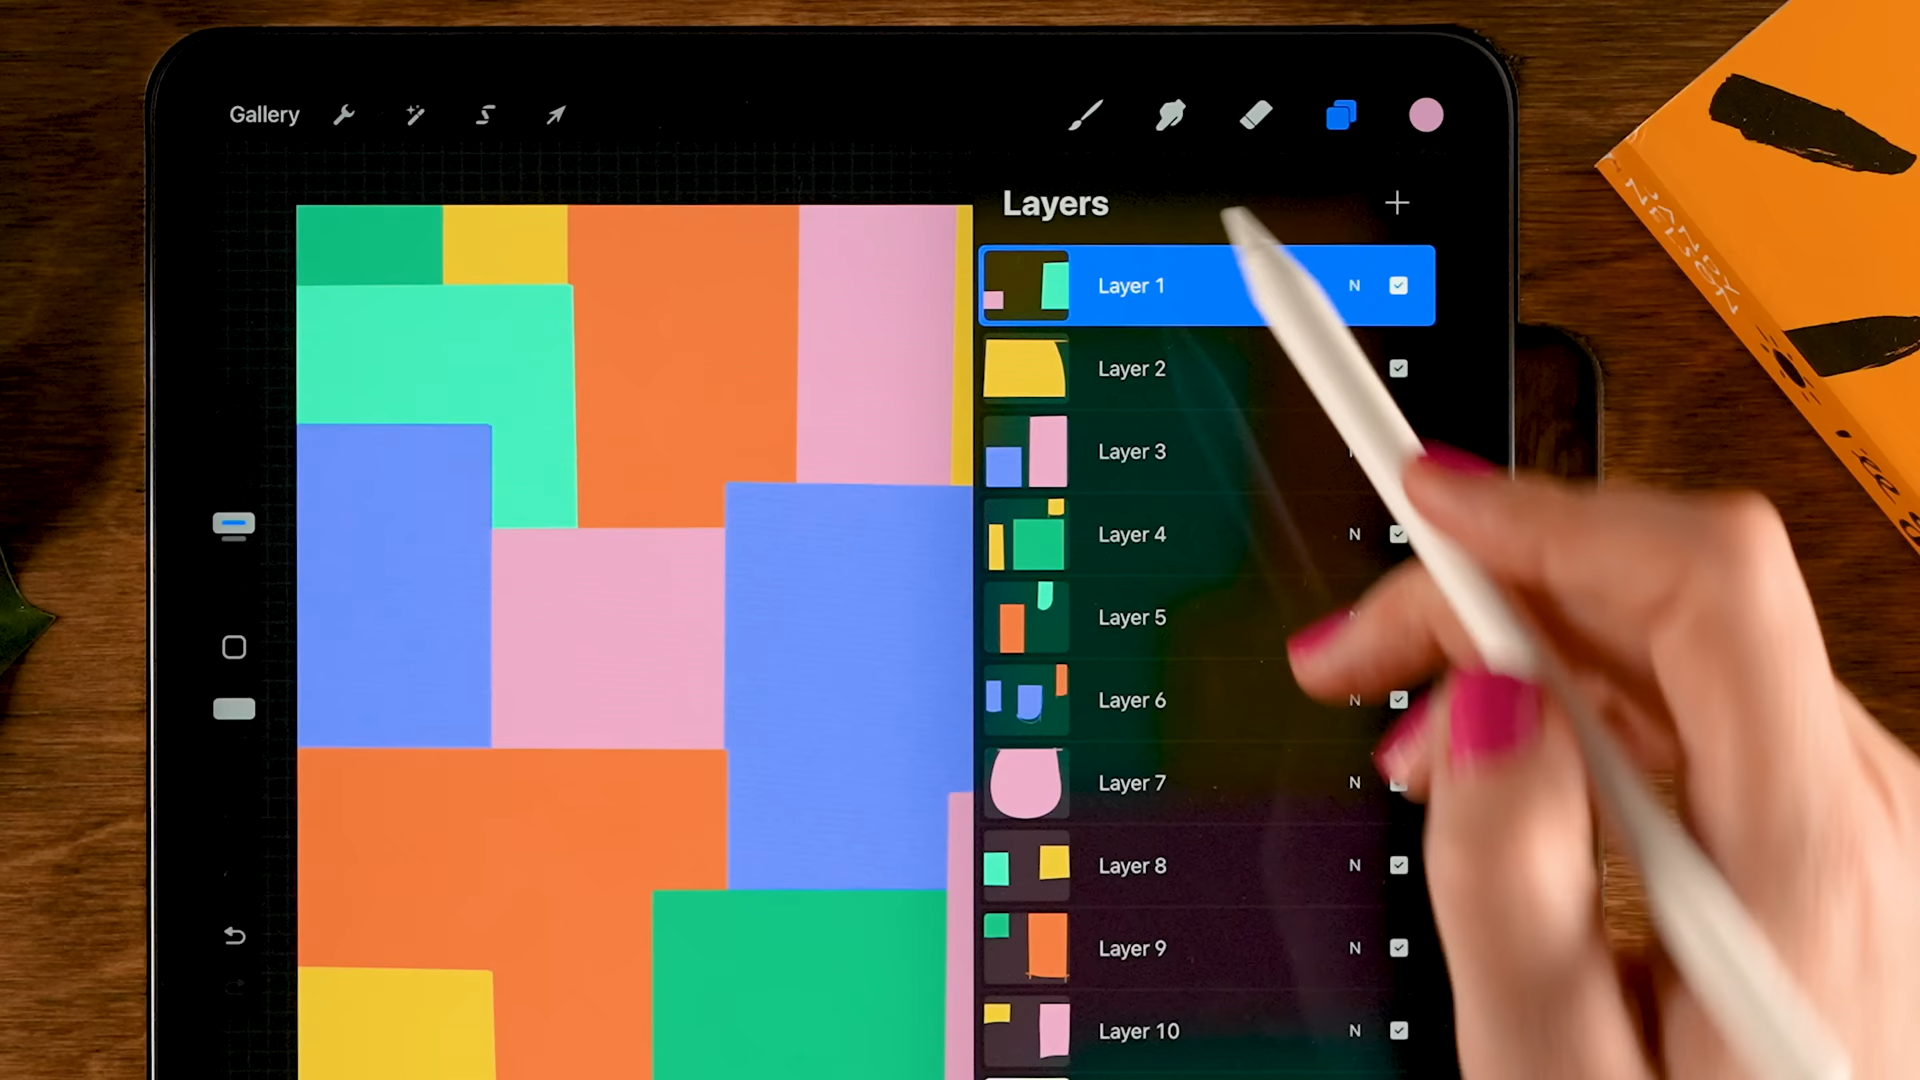 Gallery
Layers
Layer 1 N
Layer 2
Layer 3
Layer 4 N
Layer 5
Layer 6 N
Layer 7 N
Layer 8 N
Layer 9 N
Layer 10 N